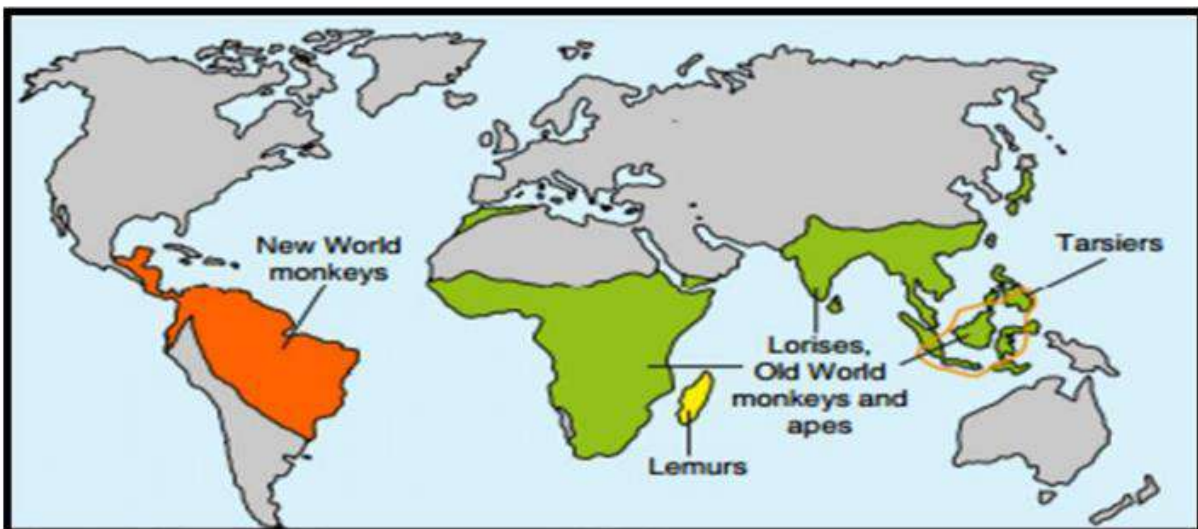 New World
monkeys
Tarsiers
Lorises,
Old World
monkeys and
apes
Lemurs